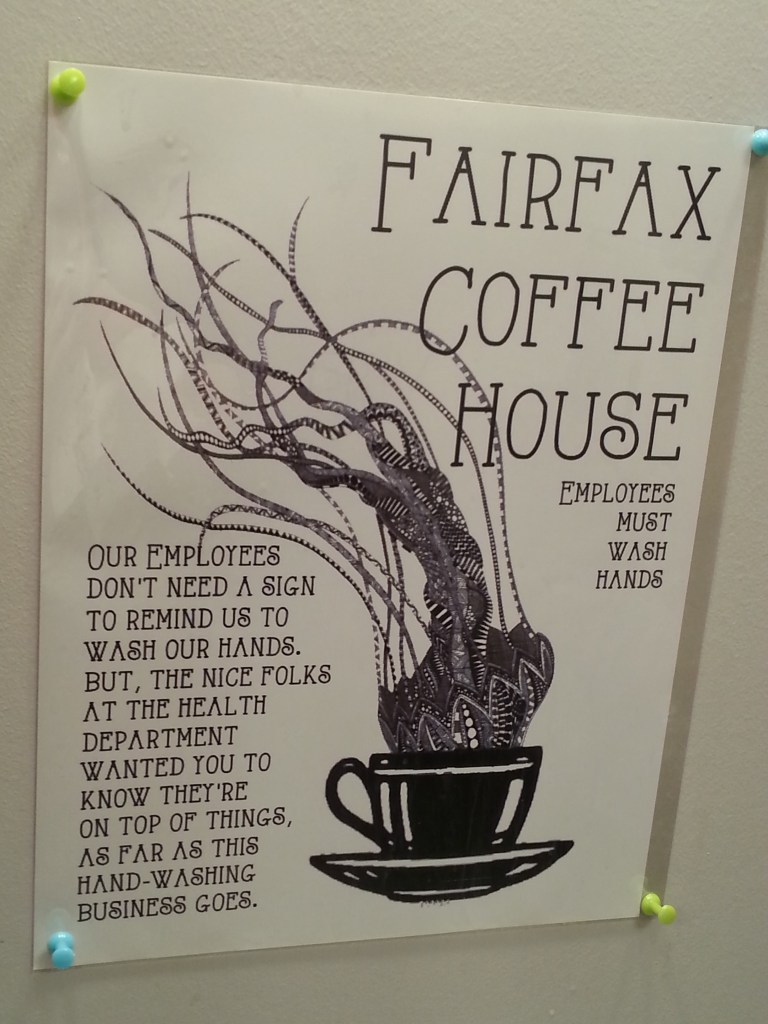 FAIRFAX
COFFEE
HOUSE
EMPLOYEES
MUST
WASH
HANDS
OUR EMPLOYEES
DON'T NEED A SIGN
TO REMIND US TO
WASH OUR HANDS.
BUT, THE NICE FOLKS
AT THE HEALTH
DEPARTMENT
WANTED YOU TO
KNOW THEY'RE
ON TOP OF THINGS,
AS FAR AS THIS
HAND-WASHING
BUSINESS GOES.